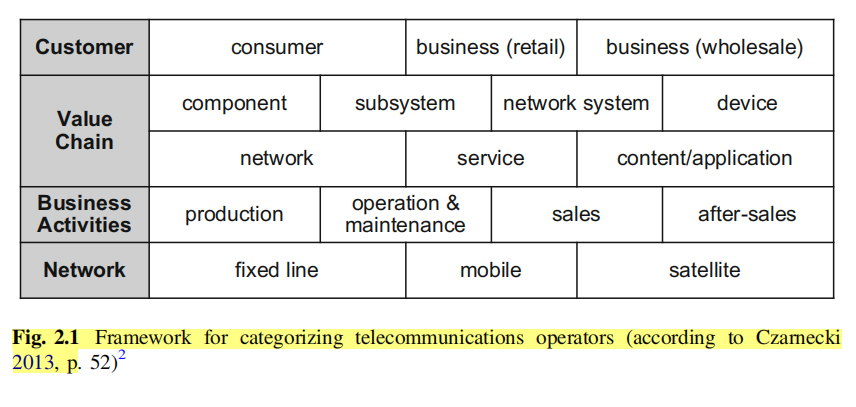 Customer consumer business (retail) business (wholesale)
Value Chain component subsystem network system device
network service content/application
Business Activities production operation & maintenance sales after-sales
Network fixed line mobile satellite
Fig. 2.1 Framework for categorizing telecommunications operators (according to Czarnecki
2013, p. 52)2